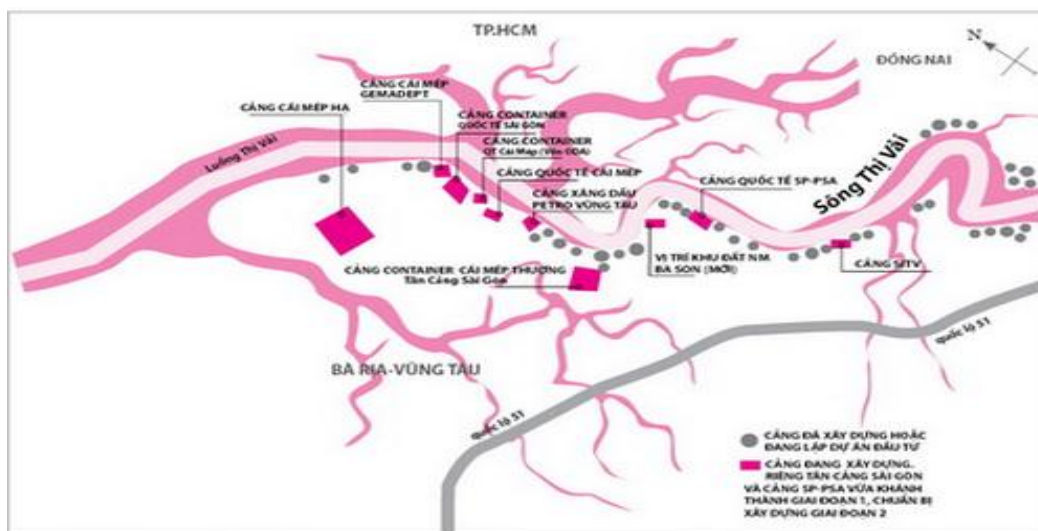 TP.HCM
ĐỒNG NAI
N
CẢNG CÁI MÉP
GEMADEPT
CẢNG CÁI MÉP HẠ
CẢNG CONTAINER
QUỐC TẾ SÀI GÒN
CẢNG CONTAINER
QT Cái Mép (Vốn ODA)
CẢNG QUỐC TẾ CÁI MÉP
CẢNG XĂNG DẦU
PETRO VŨNG TÀU
Luồng Thị Vải
CẢNG QUỐC TẾ SP-PSA
Sông Thị Vải
VỊ TRÍ KHU ĐẤT NM.
BA SON (MỚI)
CẢNG SITV
CẢNG CONTAINER CÁI MÉP THƯỢNG
Tân Cảng Sài Gòn
BÀ RỊA-VŨNG TÀU
quốc lộ 51
quốc lộ 51
CẢNG ĐÃ XÂY DỰNG HOẶC
ĐANG LẬP DỰ ÁN ĐẦU TƯ
CẢNG ĐANG XÂY DỰNG.
RIÊNG TÂN CẢNG SÀI GÒN
VÀ CẢNG SP-PSA VỪA KHÁNH
THÀNH GIAI ĐOẠN 1, CHUẨN BỊ
XÂY DỰNG GIAI ĐOẠN 2